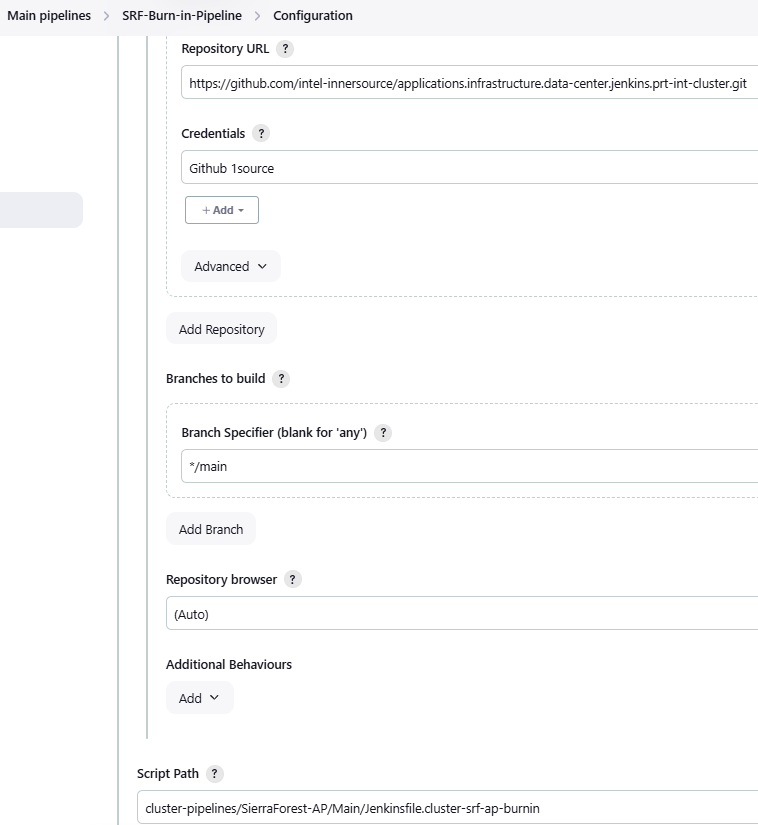 Main pipelines > SRF-Burn-in-Pipeline > Configuration
Repository URL ?
https://github.com/intel-innersource/applications.infrastructure.data-center.jenkins.prt-int-cluster.git
Credentials ?
Github 1source
+ Add
Advanced
Add Repository
Branches to build ?
Branch Specifier (blank for 'any') ?
*/main
Add Branch
Repository browser ?
(Auto)
Additional Behaviours
Add
Script Path ?
cluster-pipelines/SierraForest-AP/Main/Jenkinsfile.cluster-srf-ap-burnin